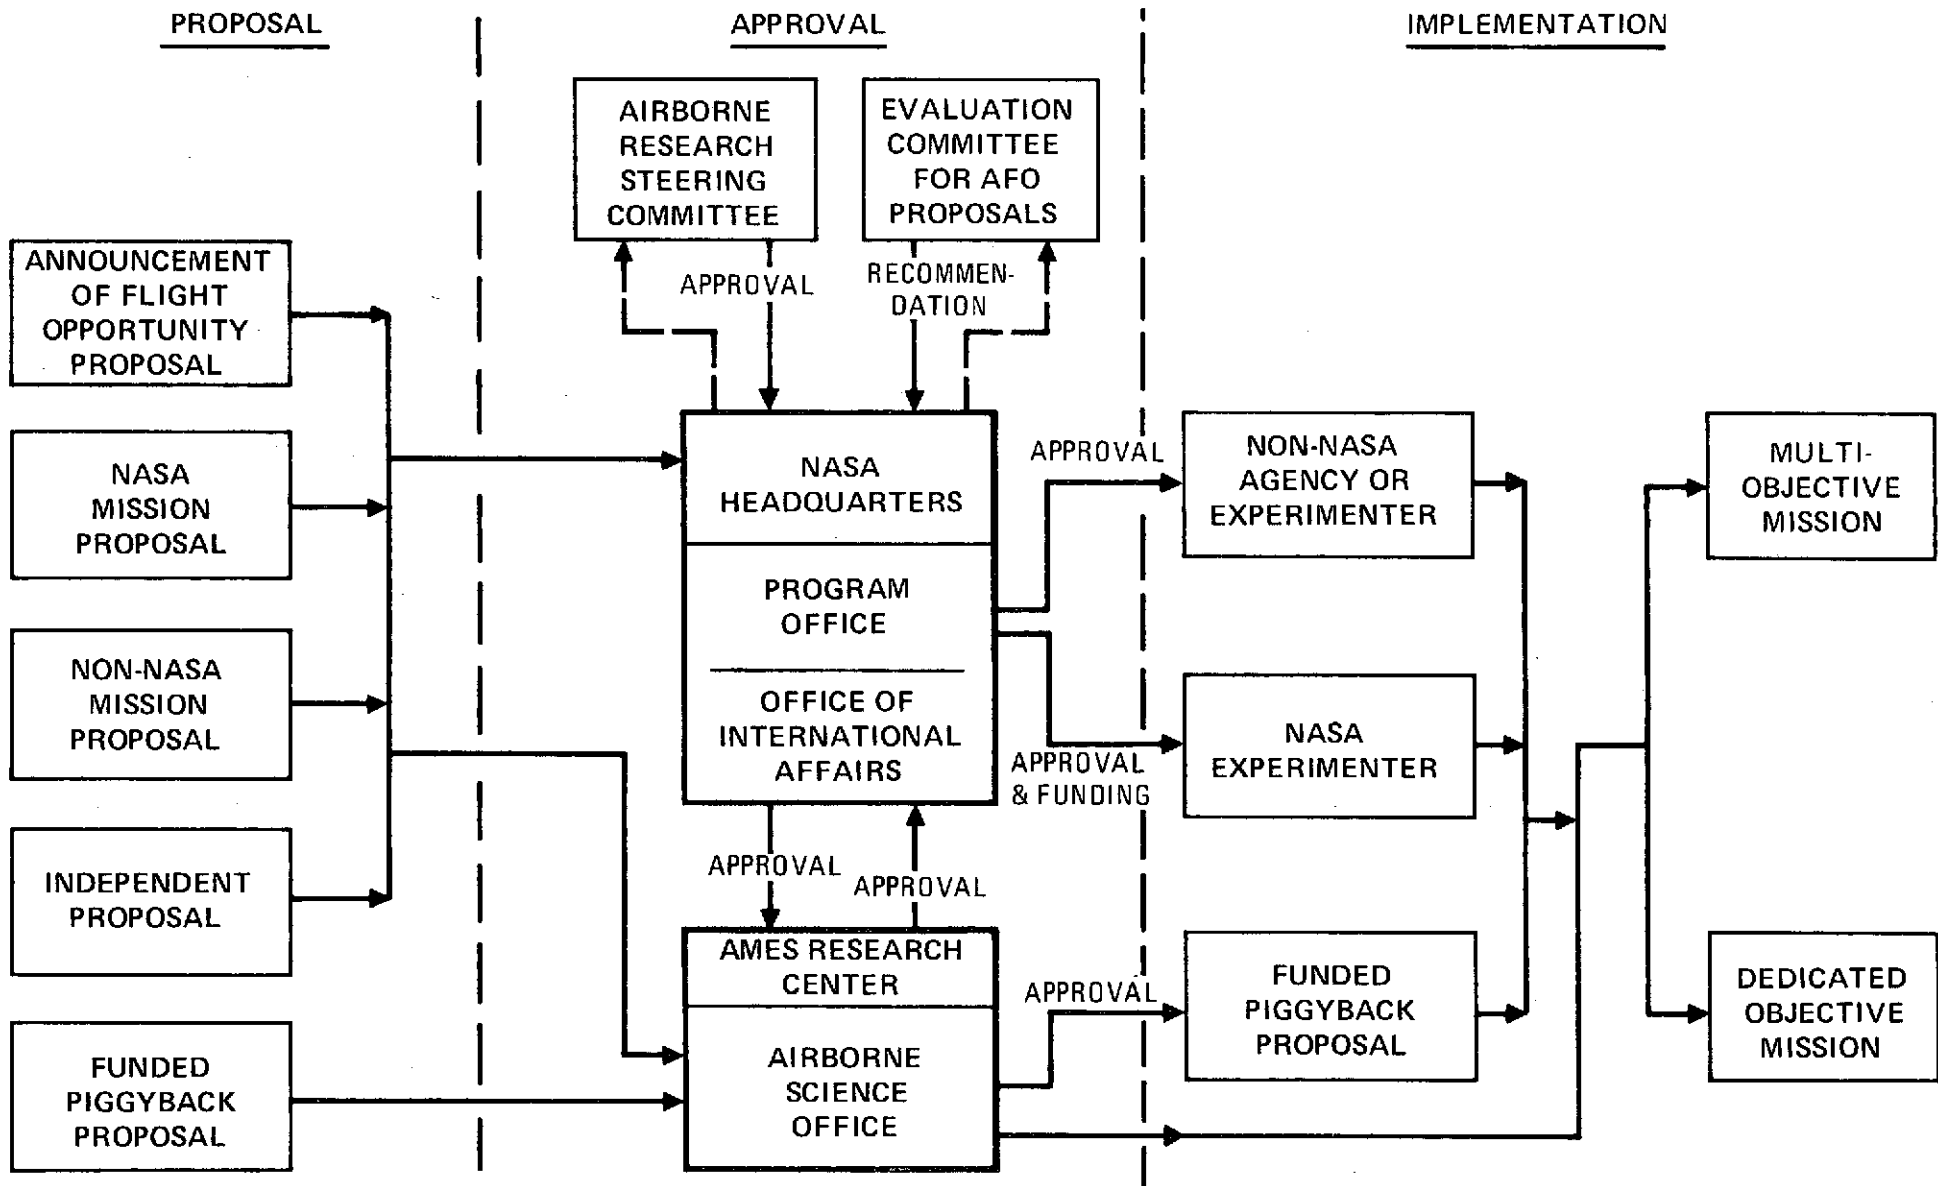 PROPOSAL
APPROVAL
IMPLEMENTATION
AIRBORNE
RESEARCH
STEERING
COMMITTEE
EVALUATION
COMMITTEE
FOR AFO
PROPOSALS
ANNOUNCEMENT
OF FLIGHT
OPPORTUNITY
PROPOSAL
APPROVAL
RECOMMEN-
DATION
NASA
MISSION
PROPOSAL
NASA
HEADQUARTERS
APPROVAL
NON-NASA
AGENCY OR
EXPERIMENTER
MULTI-
OBJECTIVE
MISSION
PROGRAM
OFFICE
NON-NASA
MISSION
PROPOSAL
OFFICE OF
INTERNATIONAL
AFFAIRS
APPROVAL
& FUNDING
NASA
EXPERIMENTER
INDEPENDENT
PROPOSAL
APPROVAL
APPROVAL
AMES RESEARCH
CENTER
APPROVAL
FUNDED
PIGGYBACK
PROPOSAL
DEDICATED
OBJECTIVE
MISSION
FUNDED
PIGGYBACK
PROPOSAL
AIRBORNE
SCIENCE
OFFICE